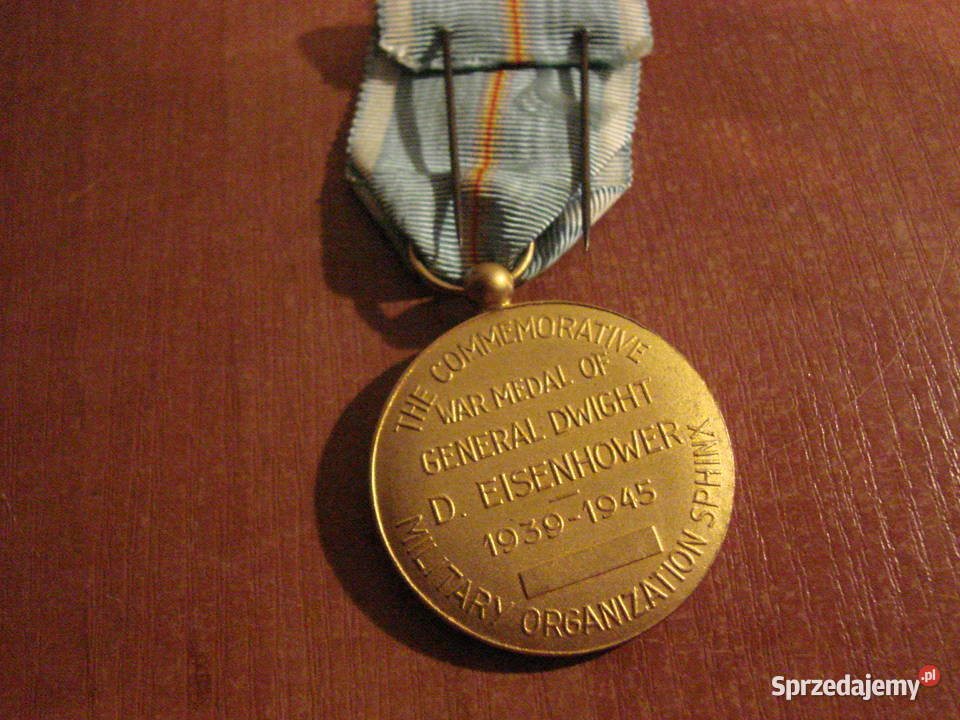 THE COMMEMORATIVE
WAR MEDAL OF
GENERAL DWIGHT
D. EISENHOWER
1939-1945
MILITARY ORGANIZATION SPHINX
Sprzedajemy.pl